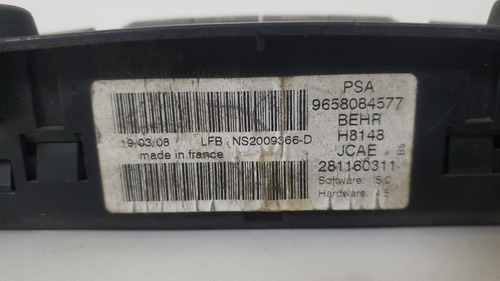 PSA
9658084577
BEHR
H8148
JCAE B5
281160311
Software: 5.0
Hardware: 4.5
19/03/08 LFB NS2009366-D
made in france